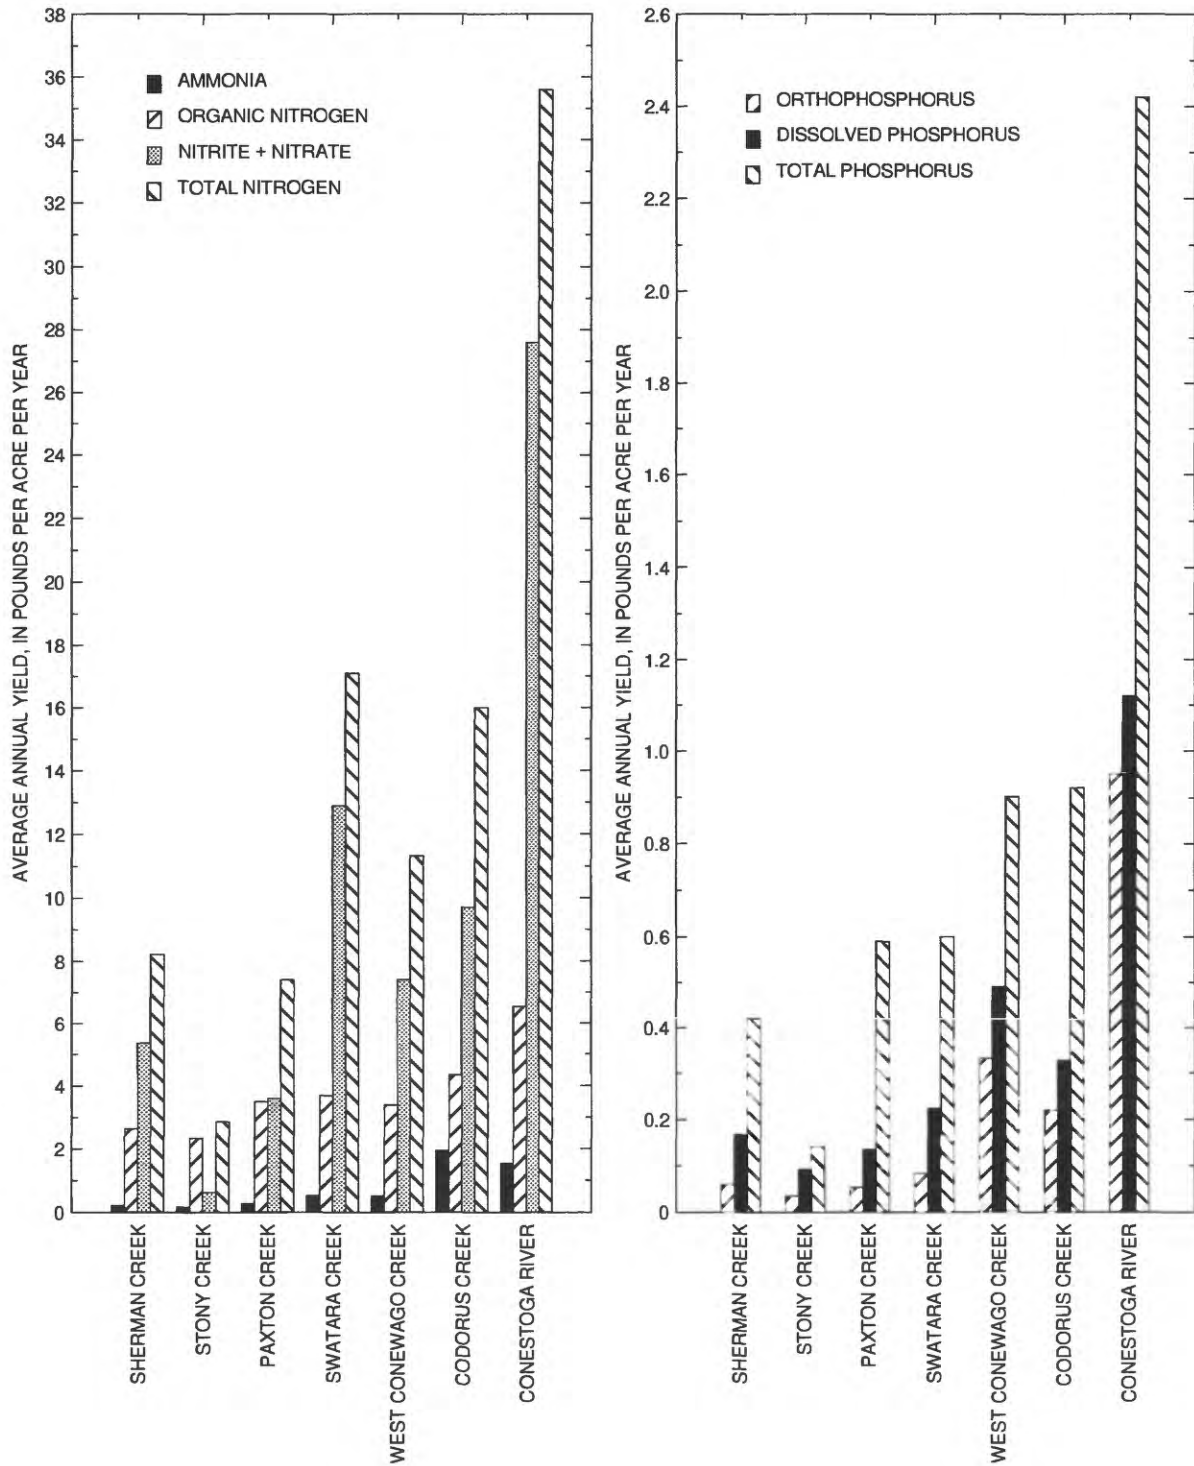 AVERAGE ANNUAL YIELD, IN POUNDS PER ACRE PER YEAR
38
36
34
32
30
28
26
24
22
20
18
16
14
12
10
8
6
4
2
0
AMMONIA
ORGANIC NITROGEN
NITRITE + NITRATE
TOTAL NITROGEN
SHERMAN CREEK
STONY CREEK
PAXTON CREEK
SWATARA CREEK
WEST CONEWAGO CREEK
CODORUS CREEK
CONESTOGA RIVER
AVERAGE ANNUAL YIELD, IN POUNDS PER ACRE PER YEAR
2.6
2.4
2.2
2.0
1.8
1.6
1.4
1.2
1.0
0.8
0.6
0.4
0.2
0
ORTHOPHOSPHORUS
DISSOLVED PHOSPHORUS
TOTAL PHOSPHORUS
SHERMAN CREEK
STONY CREEK
PAXTON CREEK
SWATARA CREEK
WEST CONEWAGO CREEK
CODORUS CREEK
CONESTOGA RIVER